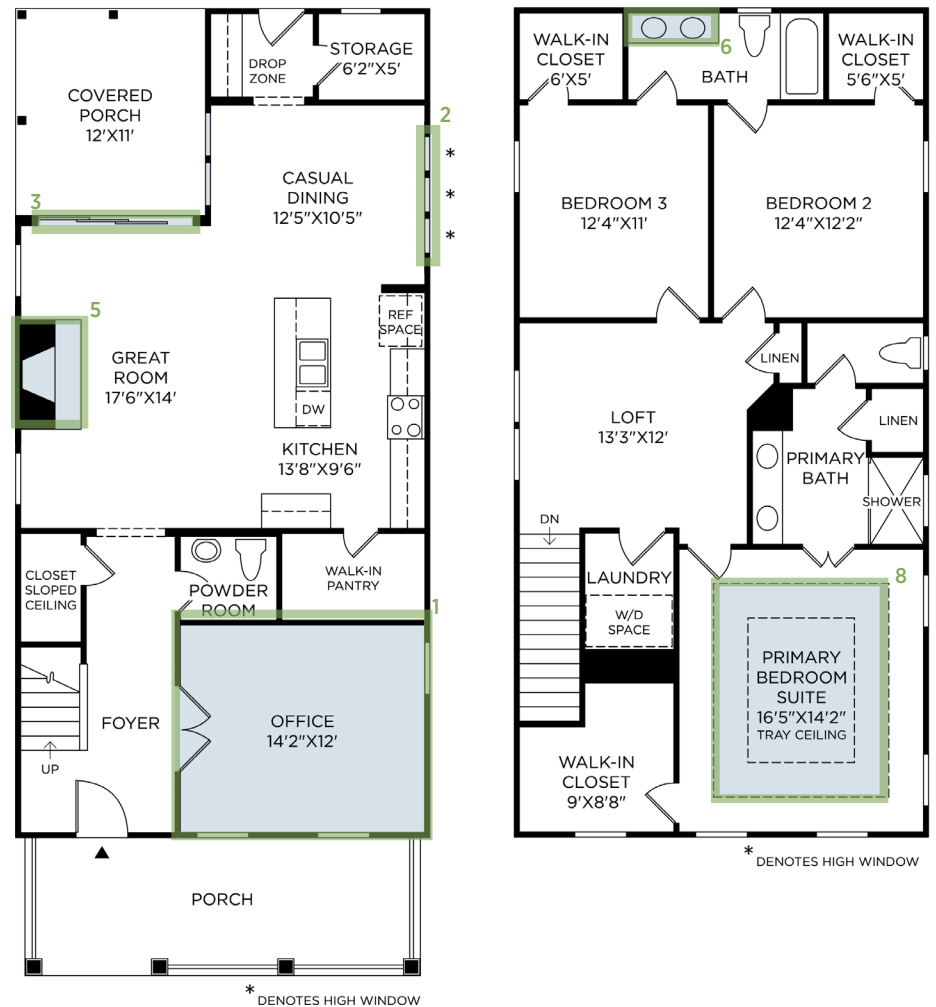 COVERED
PORCH
12'X11'
DROP
ZONE
STORAGE
6'2"X5'
2
*
*
*
3
CASUAL
DINING
12'5"X10'5"
5
GREAT
ROOM
17'6"X14'
REF
SPACE
DW
KITCHEN
13'8"X9'6"
CLOSET
SLOPED
CEILING
POWDER
ROOM
WALK-IN
PANTRY
1
FOYER
UP
OFFICE
14'2"X12'
PORCH
* DENOTES HIGH WINDOW
WALK-IN
CLOSET
6'X5'
6
BATH
WALK-IN
CLOSET
5'6"X5'
BEDROOM 3
12'4"X11'
BEDROOM 2
12'4"X12'2"
LINEN
LOFT
13'3"X12'
LINEN
PRIMARY
BATH
SHOWER
DN
LAUNDRY
W/D
SPACE
8
PRIMARY
BEDROOM
SUITE
16'5"X14'2"
TRAY CEILING
WALK-IN
CLOSET
9'X8'8"
* DENOTES HIGH WINDOW